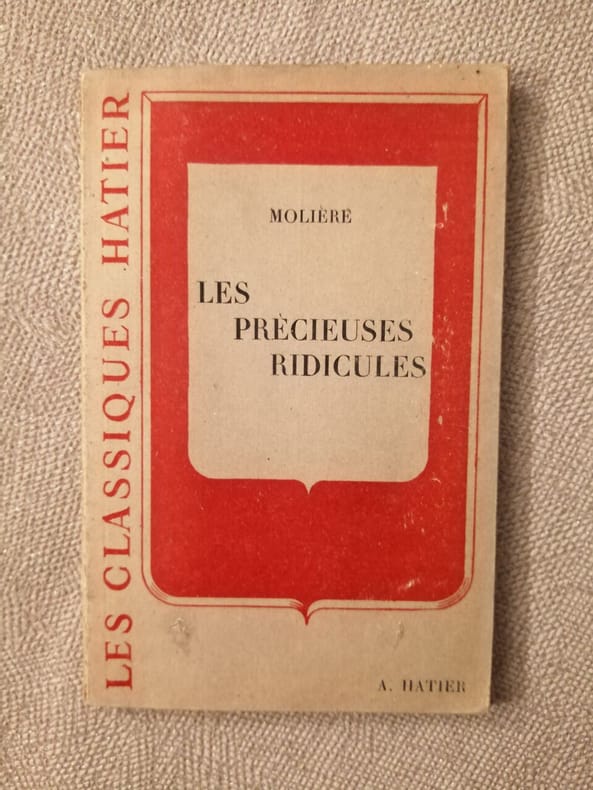 LES CLASSIQUES HATIER
MOLIÈRE
LES
PRÉCIEUSES
RIDICULES
A. HATIER